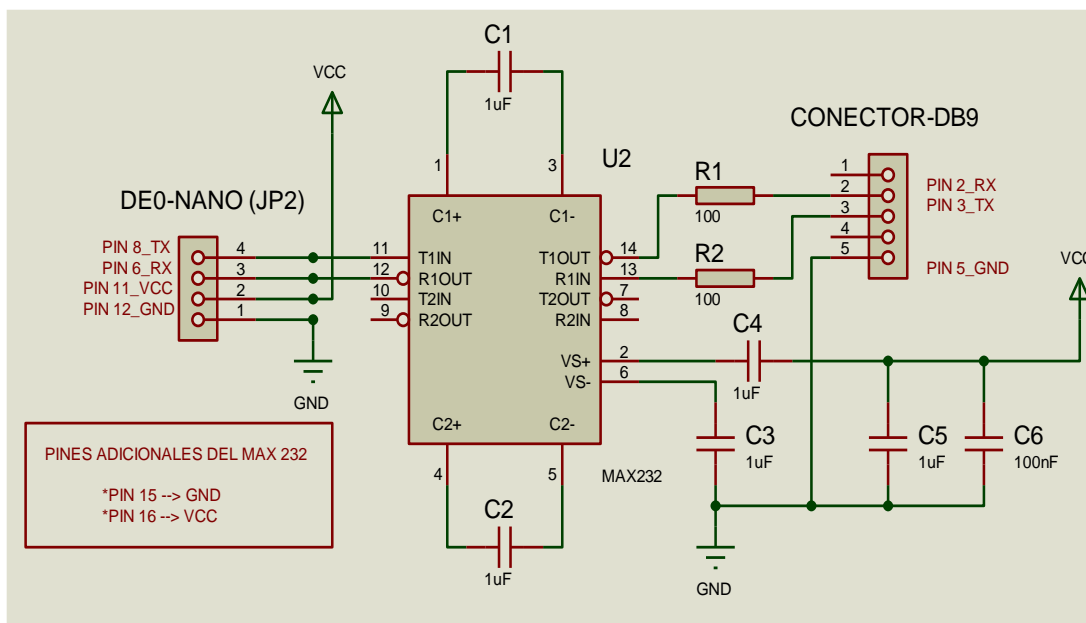 C1
1uF
VCC
CONECTOR-DB9
1
3
U2
R1
100
1
2
3
4
5
PIN 2_RX
PIN 3_TX
PIN 5_GND
DE0-NANO (JP2)
C1+
C1-
PIN 8_TX
PIN 6_RX
PIN 11_VCC
PIN 12_GND
4
3
2
1
11
12
10
9
T1IN
R1OUT
T2IN
R2OUT
T1OUT
R1IN
T2OUT
R2IN
14
13
7
8
R2
100
VCC
GND
VS+
VS-
2
6
C4
1uF
C2+
C2-
C3
1uF
C5
1uF
C6
100nF
4
5
MAX232
C2
1uF
GND
PINES ADICIONALES DEL MAX 232
*PIN 15 --> GND
*PIN 16 --> VCC